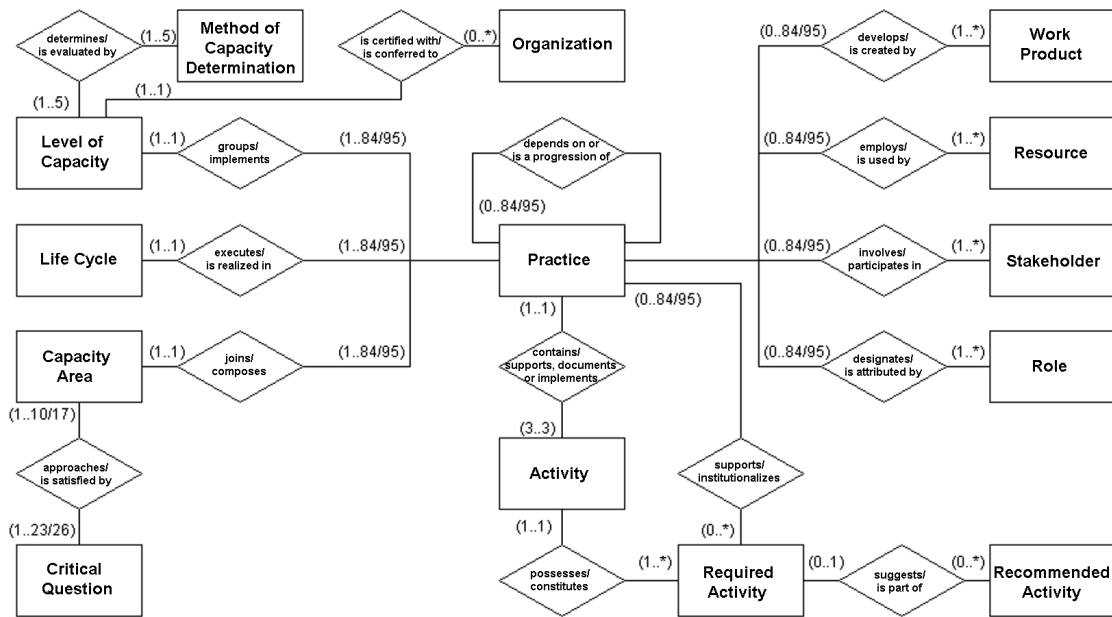 determines/
is evaluated by
(1..5)
Method of
Capacity
Determination
is certified with/
is conferred to
(0..*)
Organization
(0..84/95)
develops/
is created by
(1..*)
Work
Product
(1..5)
(1..1)
Level of
Capacity
(1..1)
groups/
implements
(1..84/95)
depends on or
is a progression of
(0..84/95)
(0..84/95)
employs/
is used by
(1..*)
Resource
Life Cycle
(1..1)
executes/
is realized in
(1..84/95)
Practice
(0..84/95)
involves/
participates in
(1..*)
Stakeholder
(1..1)
(0..84/95)
Capacity
Area
(1..1)
joins/
composes
(1..84/95)
contains/
supports, documents
or implements
(0..84/95)
designates/
is attributed by
(1..*)
Role
(1..10/17)
approaches/
is satisfied by
(3..3)
Activity
supports/
institutionalizes
(1..23/26)
(1..1)
(0..*)
Critical
Question
possesses/
constitutes
(1..*)
Required
Activity
(0..1)
suggests/
is part of
(0..*)
Recommended
Activity